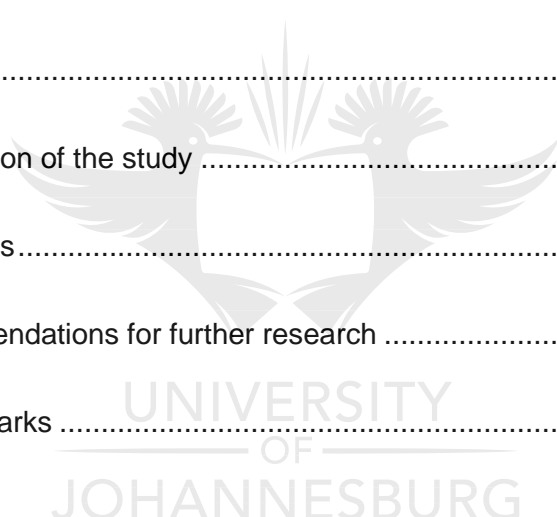 ..........................................................................
on of the study ...............................................
s.........................................................................
endations for further research ......................
arks ....................................................................
UNIVERSITY
OF
JOHANNESBURG